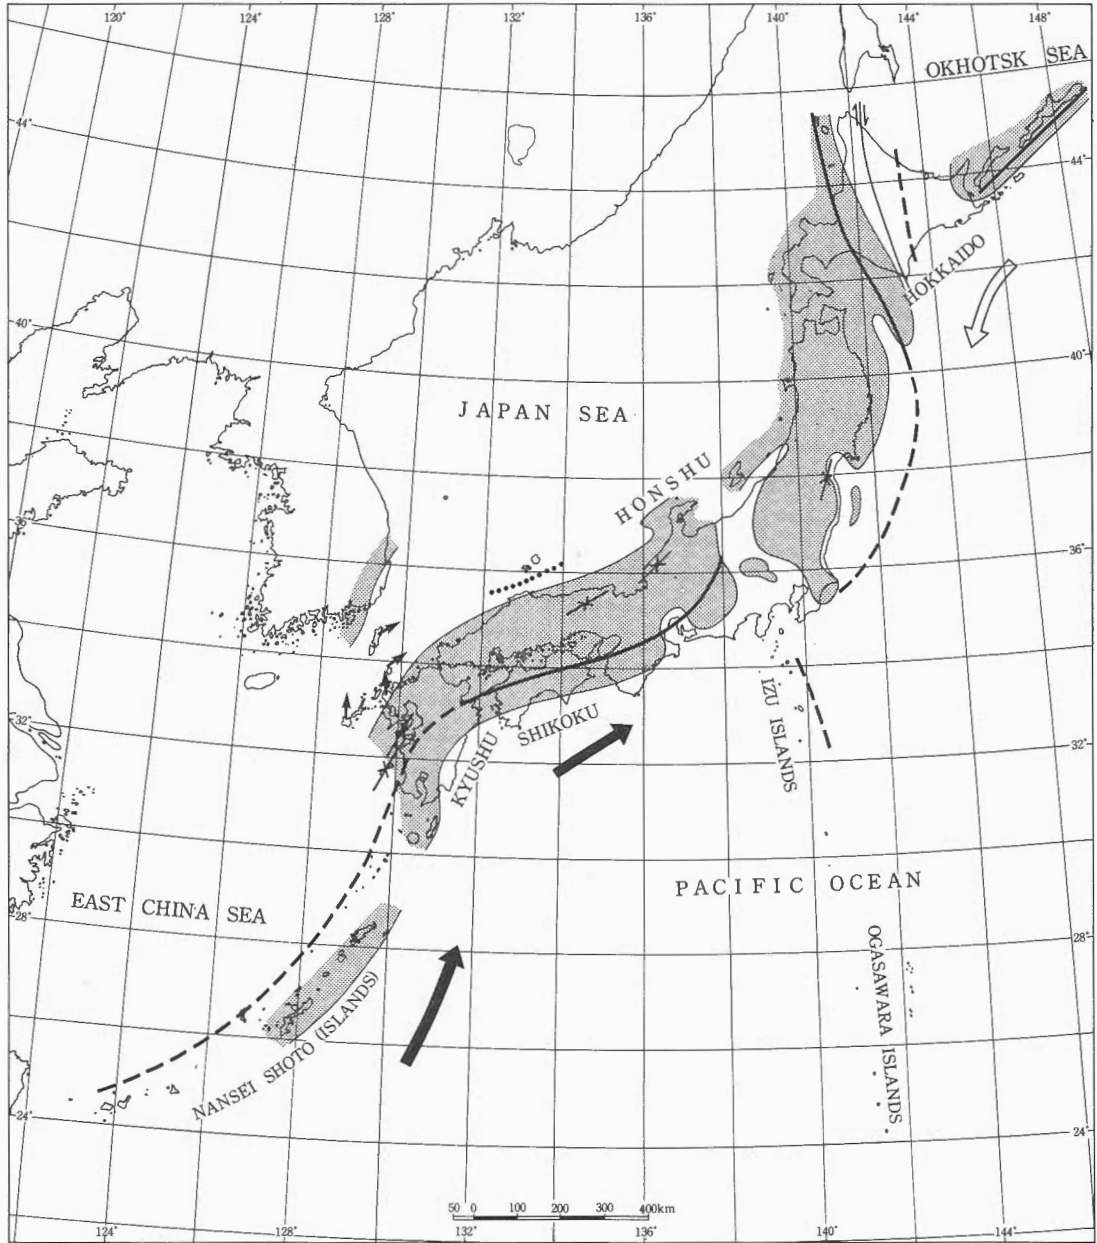 120° 124° 128° 132° 136° 140° 144° 148°
OKHOTSK SEA
44°
44°
HOKKAIDO
40°
40°
JAPAN SEA
HONSHU
36°
36°
SHIKOKU
KYUSHU
IZU ISLANDS
32°
32°
PACIFIC OCEAN
EAST CHINA SEA
28°
28°
OGASAWARA ISLANDS
NANSEI SHOTO (ISLANDS)
24°
24°
50 0 100 200 300 400km
124° 128° 132° 136° 140° 144°